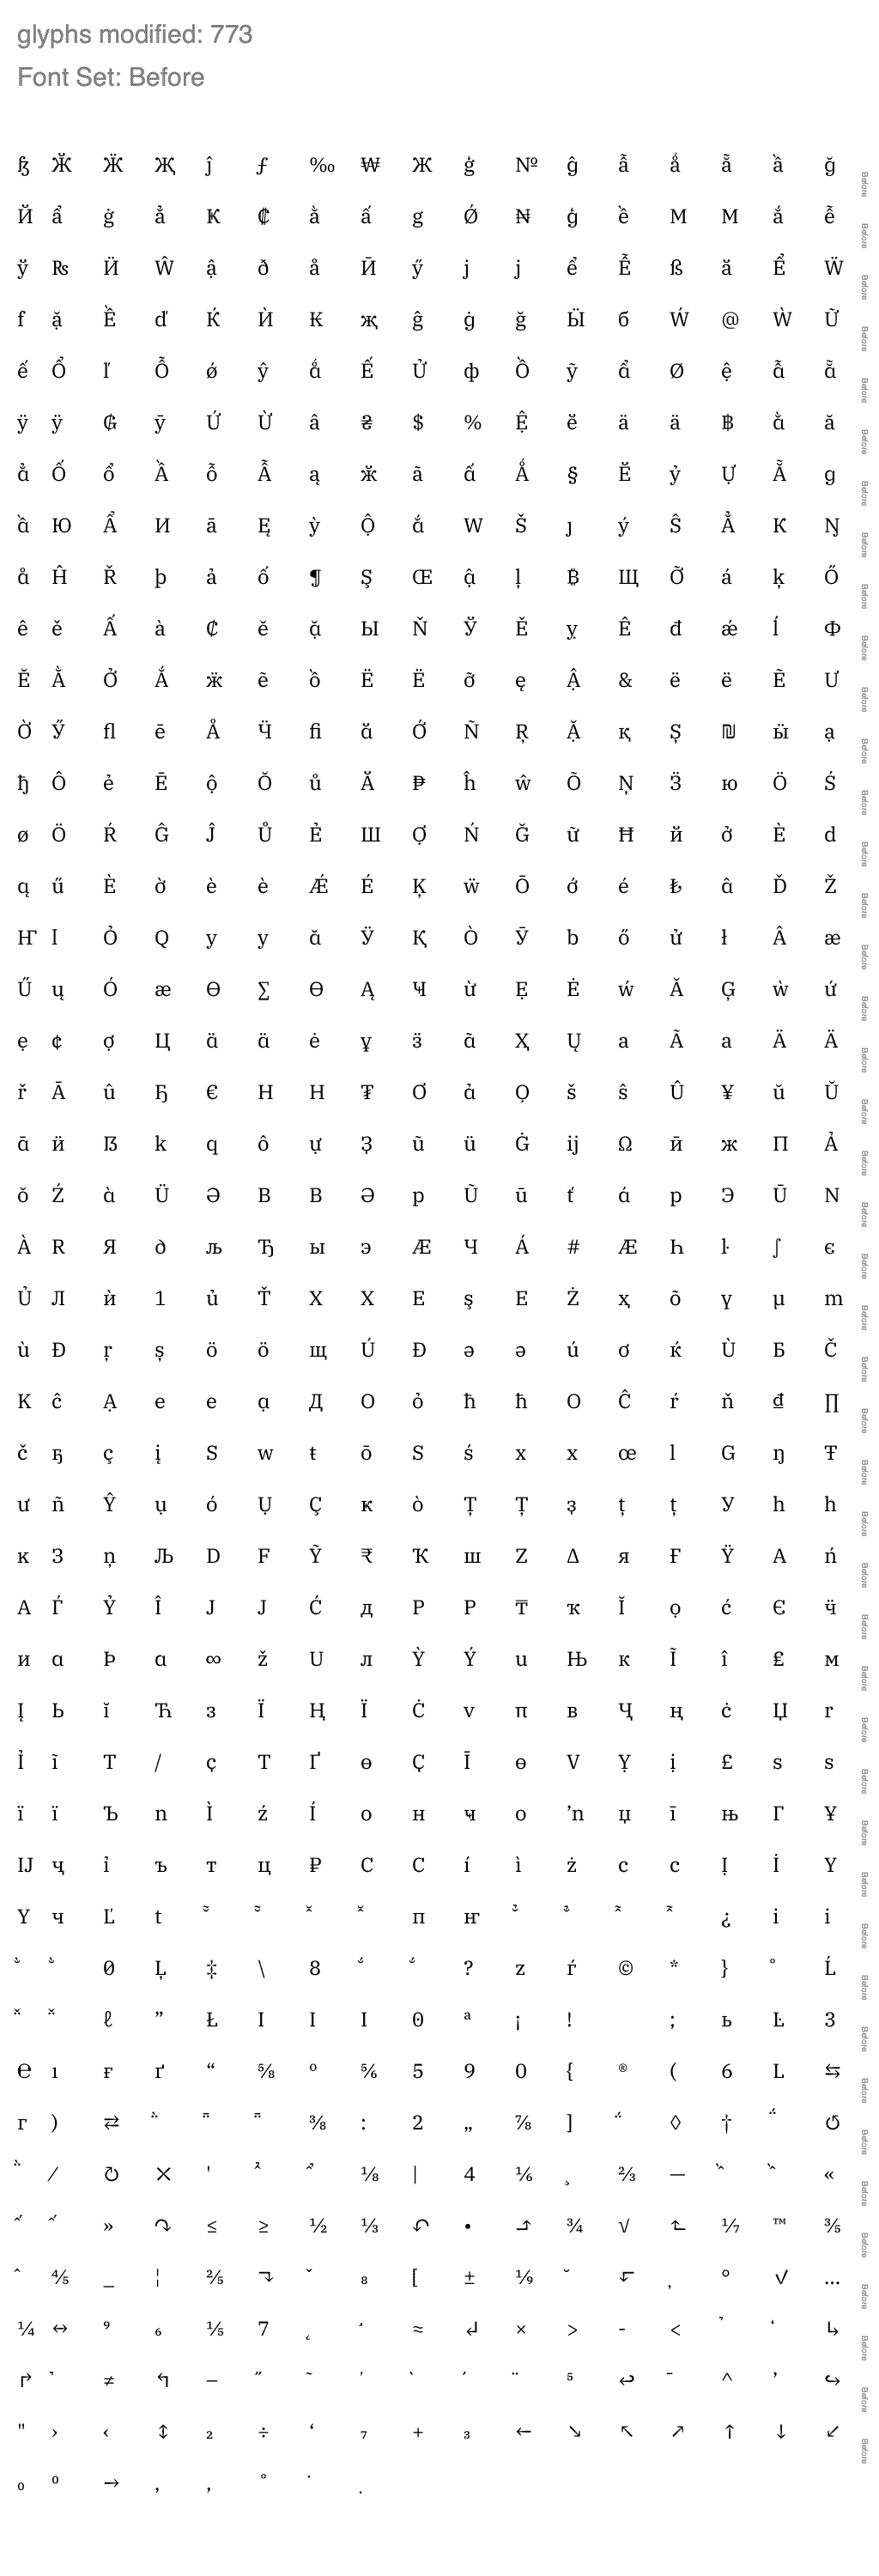 glyphs modified: 773
Font Set: Before
Ӂ Ӝ Җ ĵ ƒ ‰ ₩ Ж ģ № ĝ ẫ ẵ ầ ğ Before
Й ẩ ġ ẳ ₵ ằ ấ g Ǿ ₦ ġ ề М M ắ ễ Before
ў ₨ Ӥ Ŵ ậ ð å Ӣ ӳ j j ể Ễ ß ă Ể Ẅ Before
f ặ Ề ď Ḱ Ѝ җ ĝ ġ ğ Ӹ б Ẃ @ Ẁ Ữ Before
ế Ổ ľ Ỗ ǿ ŷ ắ Ế Ử ф Ồ ỹ ẩ Ø ệ ẫ ẵ Before
ÿ ÿ ₲ ȳ Ứ Ừ â ₴ $ % Ệ ӗ ä ä ฿ ằ ă Before
ẳ Ố ổ Ầ ỗ Ẫ ą ӂ ã ấ Ắ § Ӗ ỷ Ự Ẵ g Before
ầ Ю Ẩ И ā Ę ỳ Ộ ắ W Š ȷ ý Ŝ Ẳ К Ŋ Before
å Ĥ Ř þ ả ố ¶ Ş Œ ậ ļ ₿ Щ Ỡ á ķ Ő Before
ê ě Ấ à ₵ ĕ ặ Ы Ň Ў Ě ỵ Ê đ ǽ Í Ф Before
Ĕ Ằ Ở Ắ ӝ ẽ ồ Ë Ё ỡ ę Ậ & ë ё Ẽ Ư Before
Ờ Ӳ fl ē Å Ӵ fi ă Ớ Ñ Ŗ Ặ қ Ș ₪ ӹ ạ Before
ђ Ô ẻ Ē ộ Ŏ ů Ă ₱ ĥ ŵ Õ Ņ Ӟ ю Ö Ś Before
ø Ӧ Ŕ Ĝ Ĵ Ů Ẻ Ш Ợ Ń Ğ ữ Ħ й ở È d Before
q ű Ѐ ờ è ѐ Ǽ É Ķ ẅ Ō ớ é ⱡ â Ď Ž Before
Ҥ I Ỏ Q y у ă Ÿ Қ Ò Ӯ b ő ử ł Â æ Before
Ű ų Ó ӕ Ө ∑ Ɵ Ą Ҹ ừ Ẹ Ė ẃ Ă Ģ ẁ ứ Before
ẹ ¢ ợ Ц ä ӓ ė ұ ӟ ã Ҳ Ų a Ã а Ä Ӓ Before
ř Ā û Ҕ € H Н ₮ Ơ ả Ọ š ŝ Û ¥ ŭ Ŭ Before
ā ӥ ẞ k q ô ự Ҙ ũ ü Ġ ij Ω ӣ ж П Ả Before
ŏ Ź à Ü Ə B В Ә p Ũ ū ť á р Э Ū N Before
À R Я ð љ Ђ ы э Æ Ч Á # Ӕ Һ ŀ ∫ є Before
Ủ Л ѝ 1 ủ Ť X Х E ş Е Ż ҳ õ ү µ m Before
ù Đ ŗ ș ö ӧ щ Ú Ð ə ә ú ơ ќ Ù Б Č Before
K ĉ Ạ e е ạ Д O ỏ ħ ћ О Ĉ ŕ ň ₫ ∏ Before
č ҕ ç į S w ŧ ō Ѕ ś x х œ l G ŋ Ŧ Before
ư ñ Ŷ ụ ó Ụ Ç к ò Ț Ţ ҙ ț ţ У h һ Before
к З ņ Љ D F Ỹ ₹ Ҡ ш Z ∆ я Ғ Ÿ А ń Before
A Ѓ Ỷ Î J Ј Ć д P Р ₸ ҡ Ĭ ọ ć Є ӵ Before
и ɑ Þ ɑ ∞ ž U л Ỳ Ý u Њ к Ĩ î ₤ м Before
Į Ь ĭ Ћ з Ï Ң Ї Ċ v п в Ҷ ң ċ Џ r Before
Ỉ ĩ T / ҫ Т Ґ ө Ҫ Ī ɵ V Ỵ ị £ s ѕ Before
ï ї Ъ n Ì ź Í o н ҹ о ŉ џ ī њ Г ¥ Before
Ĳ ҷ ỉ ъ т ц ₽ C С í ì ż c с Ị İ Y Before
Ү ч Ľ t п ҥ ¿ i і Before
0 Ļ ‡ \ 8 ? z ѓ © * } ° Ĺ Before
ℓ ” Ł I І Ӏ 0 ª ¡ ! ; ь Ŀ 3 Before
℮ ı ғ ґ “ ⅝ º ⅚ 5 9 0 { ® ( 6 L ⇆ Before
г ) ⇄ ⅜ : 2 „ ⅞ ] ◊ † ↺ Before
⁄ ↻ ' ⅛ | 4 ⅙ ¸ ⅔ — « Before
» ↷ ≤ ≥ ½ ⅓ ↶ • ¾ √ ⅐ ™ ⅗ Before
ˆ ⅘ _ ¦ ⅖ ↴ ˇ ₈ [ ± ⅑ ˘ ° … Before
¼ ↔ ⁹ ₆ ⅕ 7 ˛ ≈ ↲ × > - < ↳ Before
↱ ≠ ↰ – ˝ ˜ ` ´ ¨ ⁵ ↩ ¯ ^ ’ ↪ Before
" › ‹ ↕ ₂ ÷ ‘ ₇ + ₃ ← ↘ ↖ ↗ ↑ ↓ ↙ Before
₀ ⁰ → , ‚ ˚ ˙ .